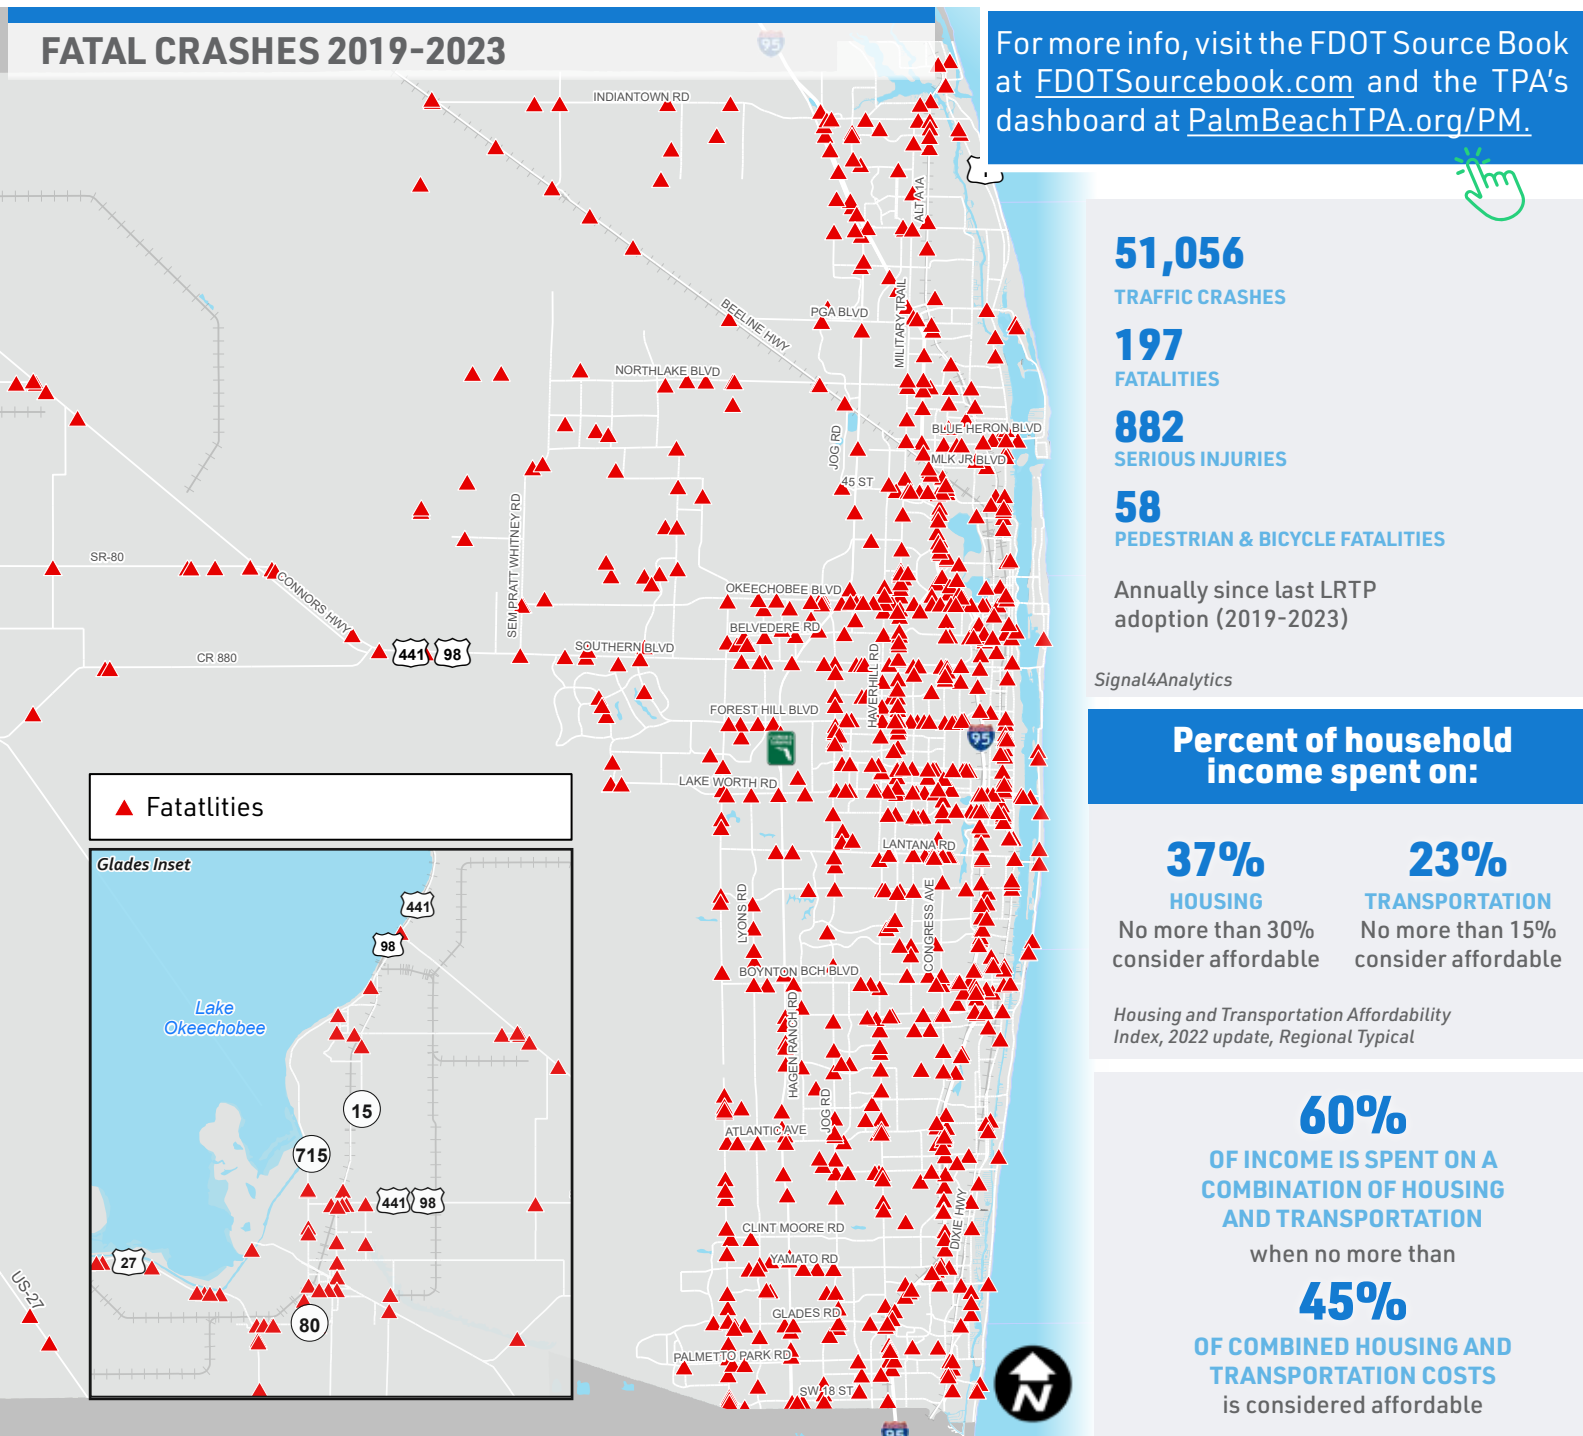 FATAL CRASHES 2019-2023
95
For more info, visit the FDOT Source Book
at FDOTSourcebook.com and the TPA's
dashboard at PalmBeachTPA.org/PM.
INDIANTOWN RD
ALT A1A
BEELINE HWY
PGA BLVD
MILITARY TRAIL
NORTHLAKE BLVD
JOG RD
BLUE HERON BLVD
MLK JR BLVD
45 ST
SEM PRATT WHITNEY RD
SR-80
CONNORS HWY
OKEECHOBEE BLVD
BELVEDERE RD
441
98
SOUTHERN BLVD
CR 880
HAVERHILL RD
FOREST HILL BLVD
95
LAKE WORTH RD
LANTANA RD
LYONS RD
CONGRESS AVE
BOYNTON BCH BLVD
HAGEN RANCH RD
JOG RD
ATLANTIC AVE
DIXIE HWY
CLINT MOORE RD
YAMATO RD
GLADES RD
PALMETTO PARK RD
SW 18 ST
95
US-27
N
Fatatlities
Glades Inset
441
98
Lake
Okeechobee
15
715
441
98
27
80
51,056
TRAFFIC CRASHES
197
FATALITIES
882
SERIOUS INJURIES
58
PEDESTRIAN & BICYCLE FATALITIES
Annually since last LRTP
adoption (2019-2023)
Signal4Analytics
Percent of household
income spent on:
37%
HOUSING
No more than 30%
consider affordable
23%
TRANSPORTATION
No more than 15%
consider affordable
Housing and Transportation Affordability
Index, 2022 update, Regional Typical
60%
OF INCOME IS SPENT ON A
COMBINATION OF HOUSING
AND TRANSPORTATION
when no more than
45%
OF COMBINED HOUSING AND
TRANSPORTATION COSTS
is considered affordable